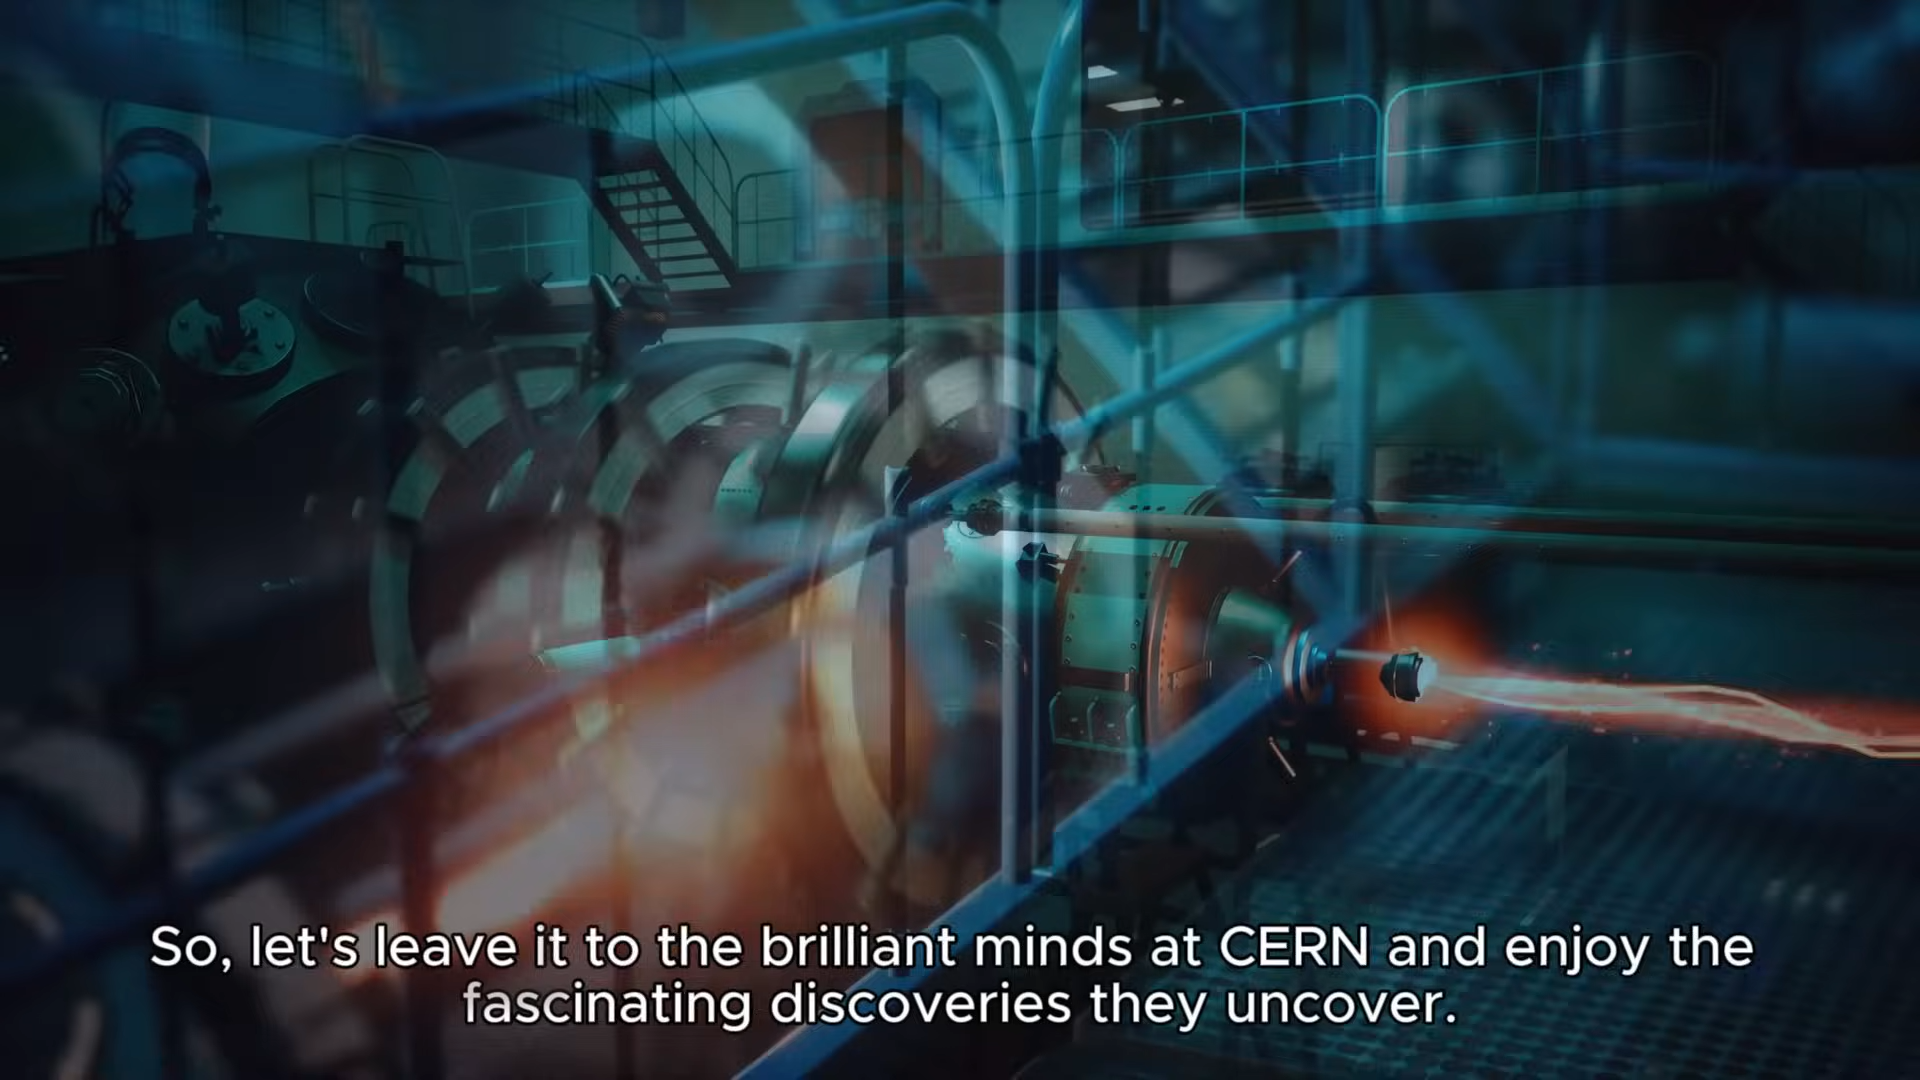 So, let's leave it to the brilliant minds at CERN and enjoy the
fascinating discoveries they uncover.